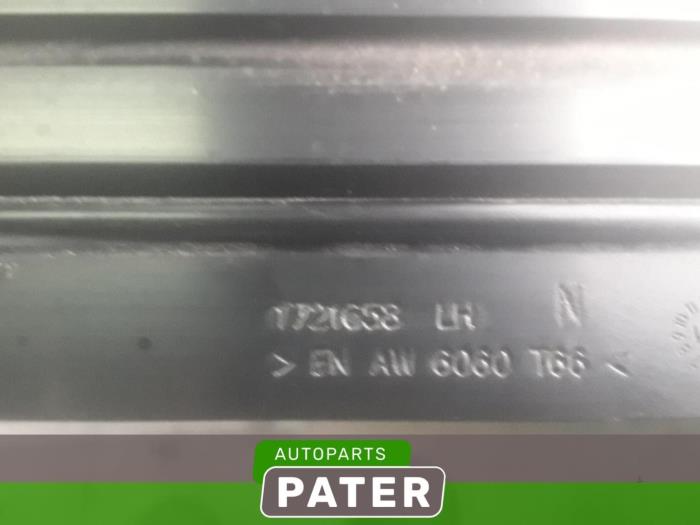 1721658 LH N
> EN AW 6060 T66 <
AUTOPARTS
PATER